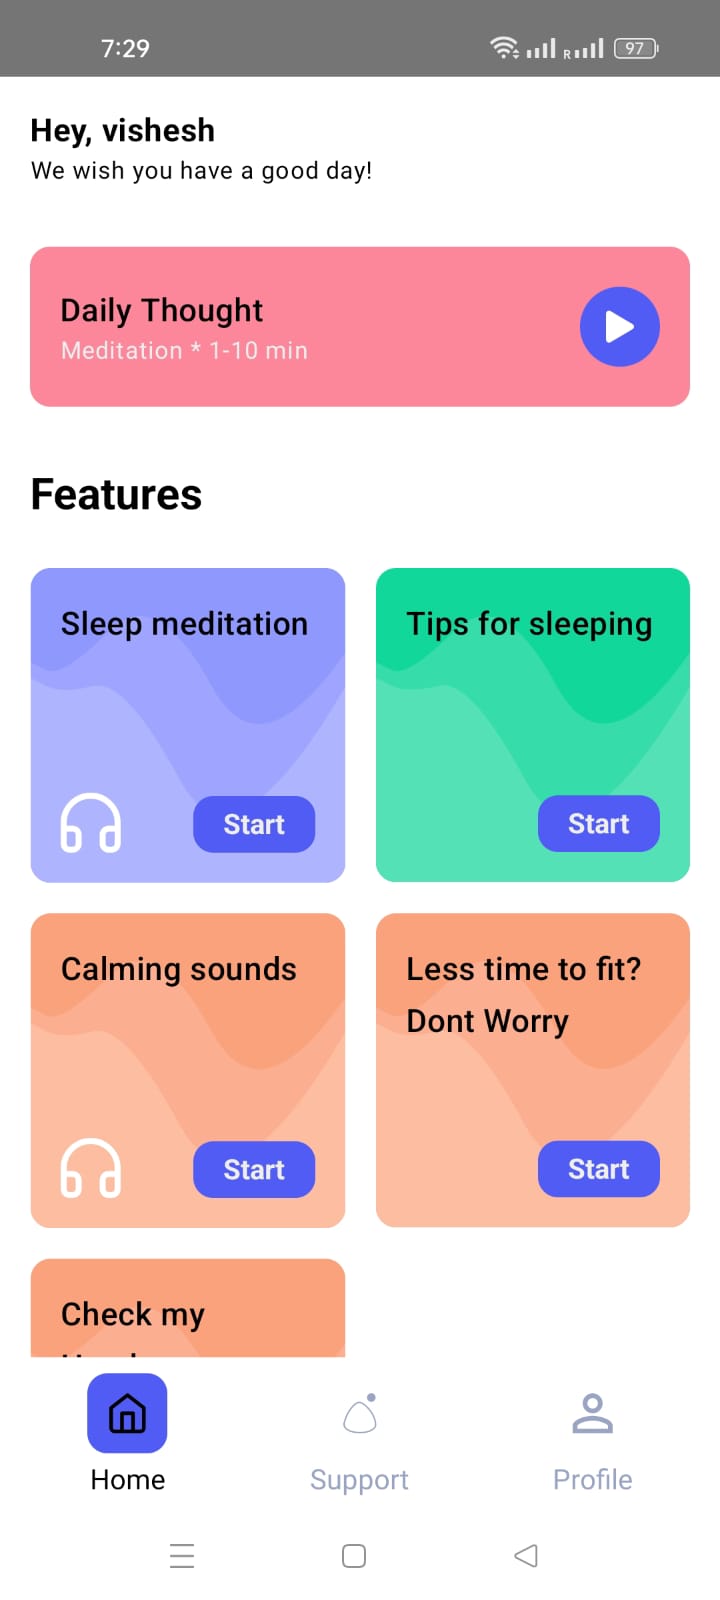 7:29
R
97
Hey, vishesh
We wish you have a good day!
Daily Thought
Meditation * 1-10 min
Features
Sleep meditation
Start
Tips for sleeping
Start
Calming sounds
Start
Less time to fit?
Dont Worry
Start
Check my
Home
Support
Profile